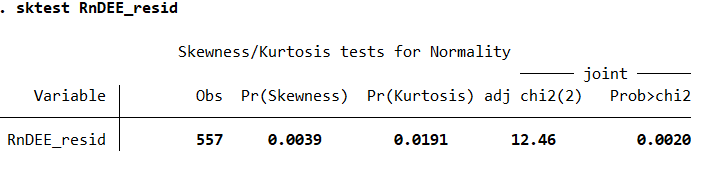 . sktest RnDEE_resid
Skewness/Kurtosis tests for Normality
joint
Variable Obs Pr(Skewness) Pr(Kurtosis) adj chi2(2) Prob>chi2
RnDEE_resid 557 0.0039 0.0191 12.46 0.0020